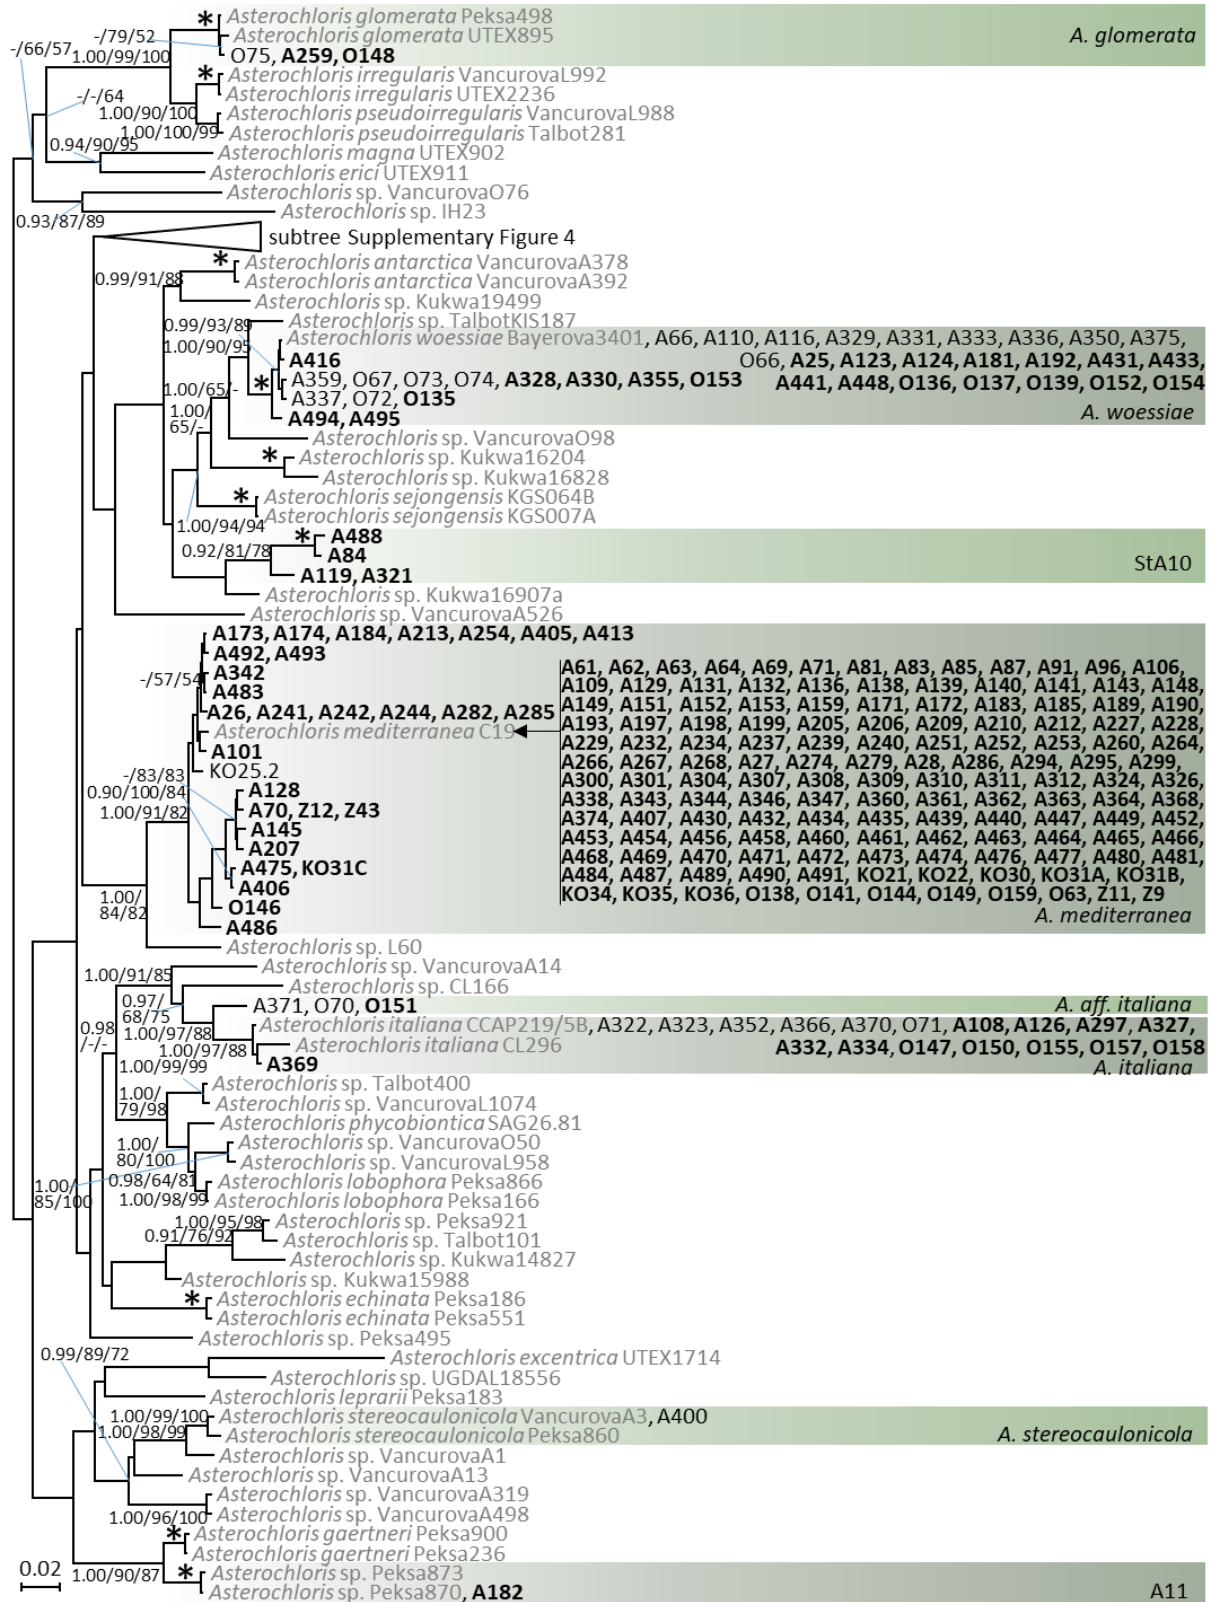 * Asterochloris glomerata Peksa498
-/79/52 Asterochloris glomerata UTEX895 A. glomerata
-/66/57 1.00/99/100 O75, A259, O148
* Asterochloris irregularis VancurovaL992
-/-/64 Asterochloris irregularis UTEX2236
1.00/90/100 Asterochloris pseudoirregularis VancurovaL988
1.00/100/99 Asterochloris pseudoirregularis Talbot281
0.94/90/95 Asterochloris magna UTEX902
Asterochloris erici UTEX911
Asterochloris sp. VancurovaO76
0.93/87/89 Asterochloris sp. IH23
subtree Supplementary Figure 4
* Asterochloris antarctica VancurovaA378
0.99/91/88 Asterochloris antarctica VancurovaA392
Asterochloris sp. Kukwa19499
0.99/93/89 Asterochloris sp. TalbotKIS187
1.00/90/95 Asterochloris woessiae Bayerova3401, A66, A110, A116, A329, A331, A333, A336, A350, A375,
A416 O66, A25, A123, A124, A181, A192, A431, A433,
* A359, O67, O73, O74, A328, A330, A355, O153 A441, A448, O136, O137, O139, O152, O154
1.00/65/- A337, O72, O135
1.00/
65/- A494, A495 A. woessiae
Asterochloris sp. VancurovaO98
* Asterochloris sp. Kukwa16204
Asterochloris sp. Kukwa16828
* Asterochloris sejongensis KGS064B
1.00/94/94 Asterochloris sejongensis KGS007A
* A488
0.92/81/78 A84 StA10
A119, A321
Asterochloris sp. Kukwa16907a
Asterochloris sp. VancurovaA526
A173, A174, A184, A213, A254, A405, A413
A492, A493
-/57/54 A342
A483
A26, A241, A242, A244, A282, A285
Asterochloris mediterranea C19
A101
KO25.2
-/83/83
0.90/100/84 A128
1.00/91/82 A70, Z12, Z43
A145
A207
A475, KO31C
A406
1.00/
84/82 O146
A486
A61, A62, A63, A64, A69, A71, A81, A83, A85, A87, A91, A96, A106,
A109, A129, A131, A132, A136, A138, A139, A140, A141, A143, A148,
A149, A151, A152, A153, A159, A171, A172, A183, A185, A189, A190,
A193, A197, A198, A199, A205, A206, A209, A210, A212, A227, A228,
A229, A232, A234, A237, A239, A240, A251, A252, A253, A260, A264,
A266, A267, A268, A27, A274, A279, A28, A286, A294, A295, A299,
A300, A301, A304, A307, A308, A309, A310, A311, A312, A324, A326,
A338, A343, A344, A346, A347, A360, A361, A362, A363, A364, A368,
A374, A407, A430, A432, A434, A435, A439, A440, A447, A449, A452,
A453, A454, A456, A458, A460, A461, A462, A463, A464, A465, A466,
A468, A469, A470, A471, A472, A473, A474, A476, A477, A480, A481,
A484, A487, A489, A490, A491, KO21, KO22, KO30, KO31A, KO31B,
KO34, KO35, KO36, O138, O141, O144, O149, O159, O63, Z11, Z9
A. mediterranea
Asterochloris sp. L60
1.00/91/85 Asterochloris sp. VancurovaA14
Asterochloris sp. CL166
0.97/
68/75 A371, O70, O151 A. aff. italiana
0.98
/-/- 1.00/97/88 Asterochloris italiana CCAP219/5B, A322, A323, A352, A366, A370, O71, A108, A126, A297, A327,
1.00/97/88 Asterochloris italiana CL296 A332, A334, O147, O150, O155, O157, O158
1.00/99/99 A369 A. italiana
Asterochloris sp. Talbot400
1.00/
79/98 Asterochloris sp. VancurovaL1074
Asterochloris phycobiontica SAG26.81
1.00/
80/100 Asterochloris sp. VancurovaO50
Asterochloris sp. VancurovaL958
1.00/
85/100 0.98/64/81 Asterochloris lobophora Peksa866
1.00/98/99 Asterochloris lobophora Peksa166
1.00/95/98 Asterochloris sp. Peksa921
0.91/76/92 Asterochloris sp. Talbot101
Asterochloris sp. Kukwa14827
Asterochloris sp. Kukwa15988
* Asterochloris echinata Peksa186
Asterochloris echinata Peksa551
Asterochloris sp. Peksa495
0.99/89/72 Asterochloris excentrica UTEX1714
Asterochloris sp. UGDAL18556
Asterochloris leprarii Peksa183
1.00/99/100 Asterochloris stereocaulonicola VancurovaA3, A400
1.00/98/99 Asterochloris stereocaulonicola Peksa860 A. stereocaulonicola
Asterochloris sp. VancurovaA1
Asterochloris sp. VancurovaA13
Asterochloris sp. VancurovaA319
1.00/96/100 Asterochloris sp. VancurovaA498
* Asterochloris gaertneri Peksa900
Asterochloris gaertneri Peksa236
0.02 1.00/90/87 * Asterochloris sp. Peksa873
Asterochloris sp. Peksa870, A182 A11